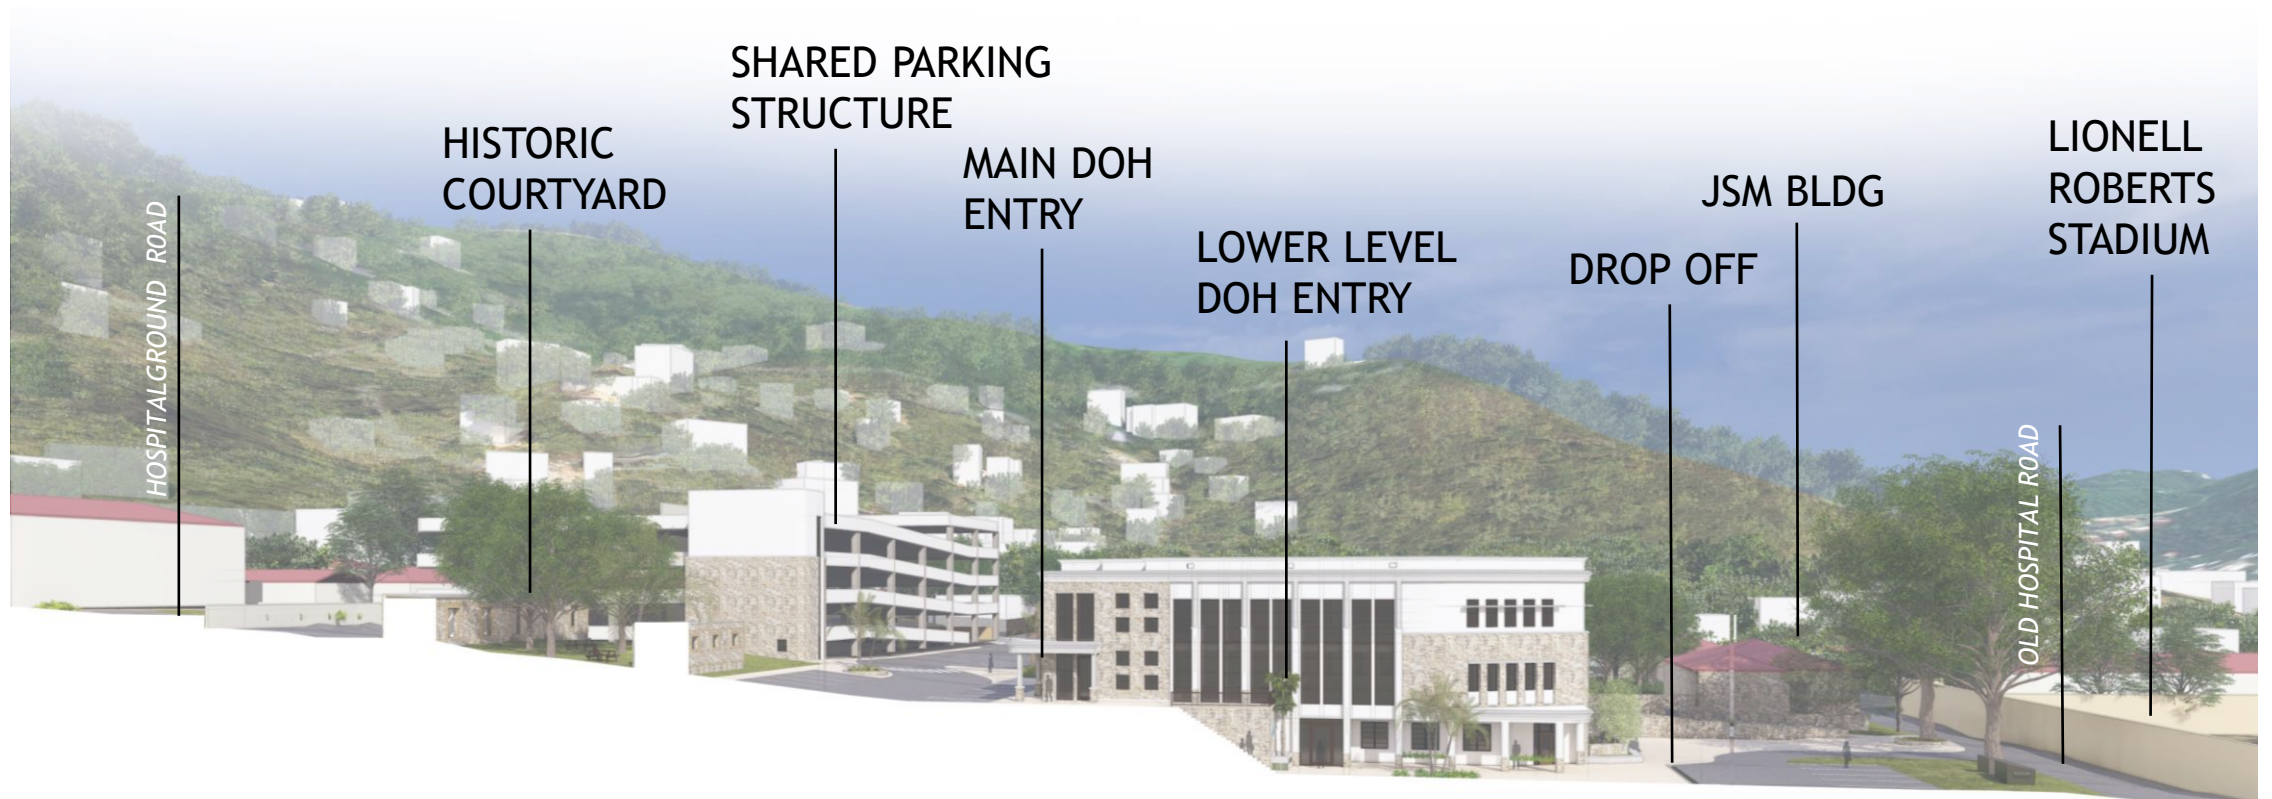 SHARED PARKING
STRUCTURE
HISTORIC
COURTYARD
MAIN DOH
ENTRY
LOWER LEVEL
DOH ENTRY
DROP OFF
JSM BLDG
LIONELL
ROBERTS
STADIUM
HOSPITALGROUND ROAD
OLD HOSPITAL ROAD